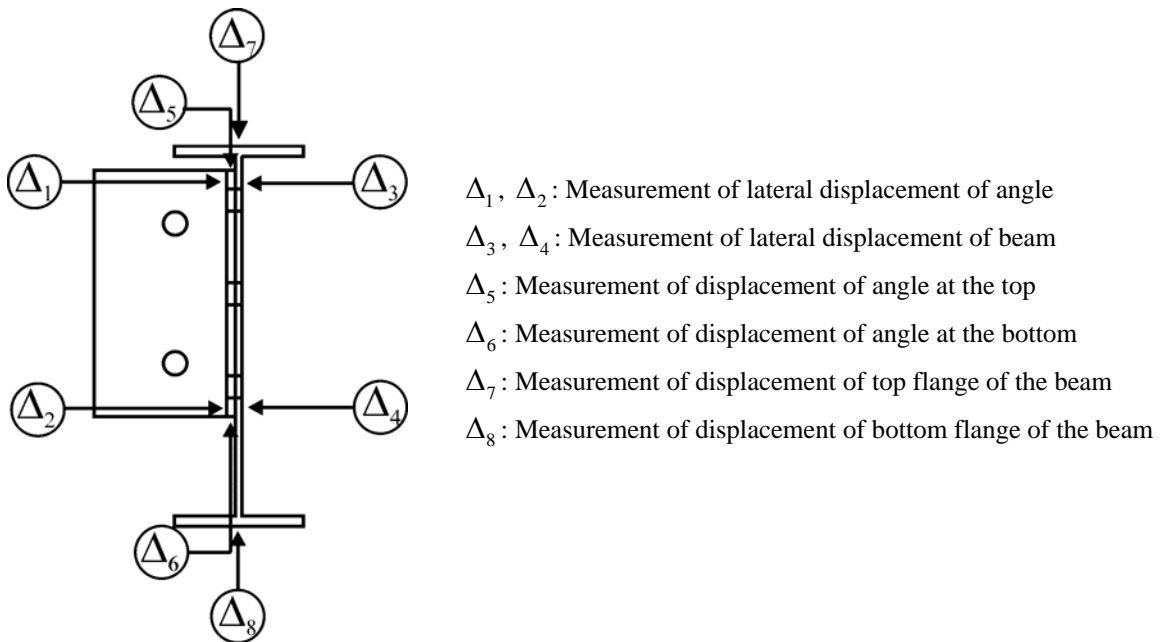 Δ₇
Δ₅
Δ₁
Δ₃
Δ₂
Δ₄
Δ₆
Δ₈
Δ₁, Δ₂: Measurement of lateral displacement of angle
Δ₃, Δ₄: Measurement of lateral displacement of beam
Δ₅: Measurement of displacement of angle at the top
Δ₆: Measurement of displacement of angle at the bottom
Δ₇: Measurement of displacement of top flange of the beam
Δ₈: Measurement of displacement of bottom flange of the beam